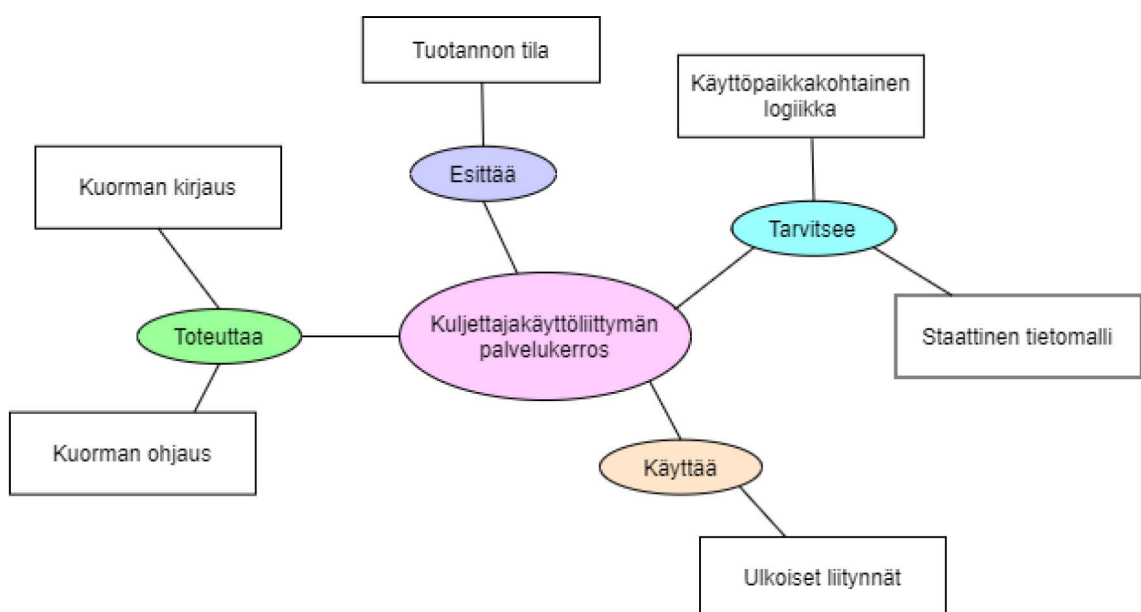 Tuotannon tila
Käyttöpaikkakohtainen
logiikka
Esittää
Kuorman kirjaus
Tarvitsee
Kuljettajakäyttöliittymän
palvelukerros
Toteuttaa
Staattinen tietomalli
Kuorman ohjaus
Käyttää
Ulkoiset liitynnät